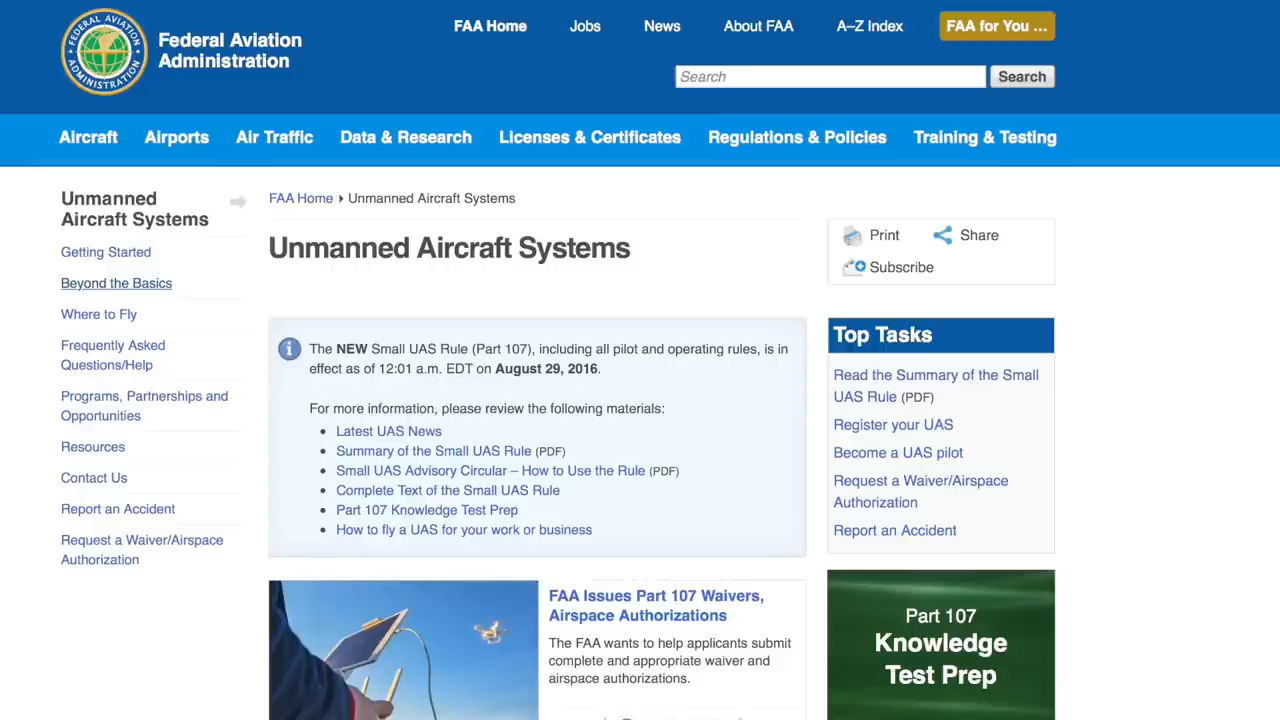 FAA Home Jobs News About FAA A–Z Index FAA for You ...
FEDERAL AVIATION ADMINISTRATION
Federal Aviation
Administration
Search Search
Aircraft Airports Air Traffic Data & Research Licenses & Certificates Regulations & Policies Training & Testing
Unmanned
Aircraft Systems
Getting Started
Beyond the Basics
Where to Fly
Frequently Asked
Questions/Help
Programs, Partnerships and
Opportunities
Resources
Contact Us
Report an Accident
Request a Waiver/Airspace
Authorization
FAA Home Unmanned Aircraft Systems
Unmanned Aircraft Systems
The NEW Small UAS Rule (Part 107), including all pilot and operating rules, is in
effect as of 12:01 a.m. EDT on August 29, 2016.
For more information, please review the following materials:
Latest UAS News
Summary of the Small UAS Rule (PDF)
Small UAS Advisory Circular – How to Use the Rule (PDF)
Complete Text of the Small UAS Rule
Part 107 Knowledge Test Prep
How to fly a UAS for your work or business
FAA Issues Part 107 Waivers,
Airspace Authorizations
The FAA wants to help applicants submit
complete and appropriate waiver and
airspace authorizations.
Print Share
Subscribe
Top Tasks
Read the Summary of the Small
UAS Rule (PDF)
Register your UAS
Become a UAS pilot
Request a Waiver/Airspace
Authorization
Report an Accident
Part 107
Knowledge
Test Prep